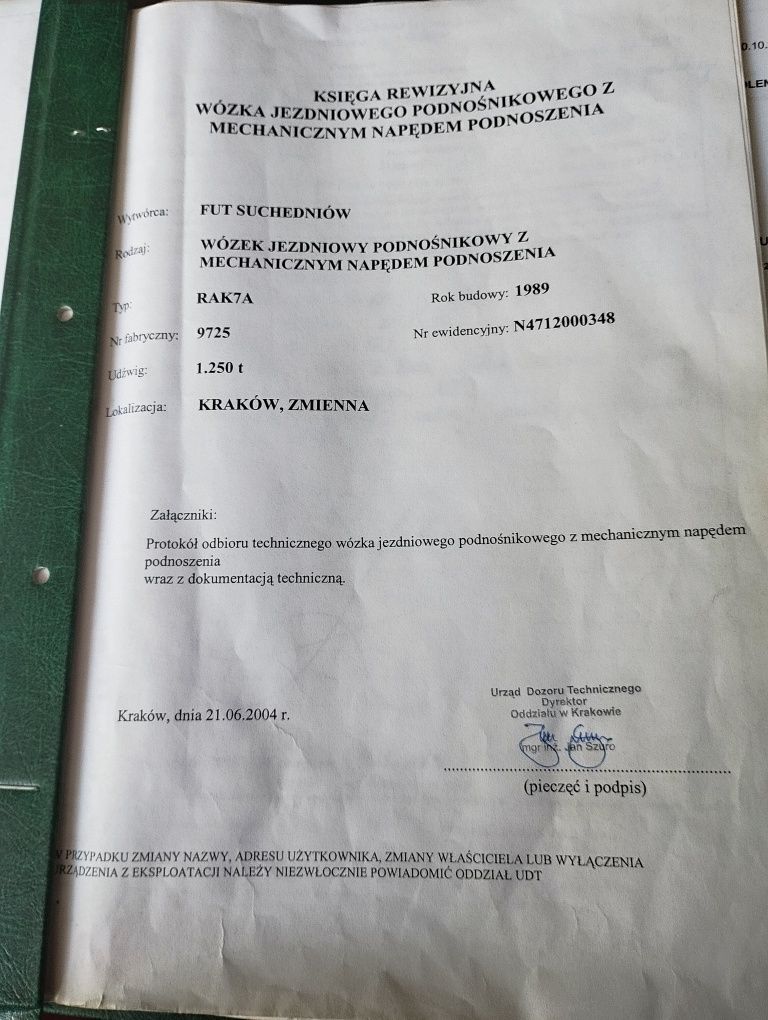 KSIĘGA REWIZYJNA
WÓZKA JEZDNIOWEGO PODNOŚNIKOWEGO Z
MECHANICZNYM NAPĘDEM PODNOSZENIA
Wytwórca: FUT SUCHEDNIÓW
Rodzaj: WÓZEK JEZDNIOWY PODNOŚNIKOWY Z
MECHANICZNYM NAPĘDEM PODNOSZENIA
Typ: RAK7A Rok budowy: 1989
Nr fabryczny: 9725 Nr ewidencyjny: N4712000348
Udźwig: 1.250 t
Lokalizacja: KRAKÓW, ZMIENNA
Załączniki:
Protokół odbioru technicznego wózka jezdniowego podnośnikowego z mechanicznym napędem
podnoszenia
wraz z dokumentacją techniczną.
Kraków, dnia 21.06.2004 r.
Urząd Dozoru Technicznego
Dyrektor
Oddziału w Krakowie
mgr inż. Jan Szuro
(pieczęć i podpis)
W PRZYPADKU ZMIANY NAZWY, ADRESU UŻYTKOWNIKA, ZMIANY WŁAŚCICIELA LUB WYŁĄCZENIA
URZĄDZENIA Z EKSPLOATACJI NALEŻY NIEZWŁOCZNIE POWIADOMIĆ ODDZIAŁ UDT